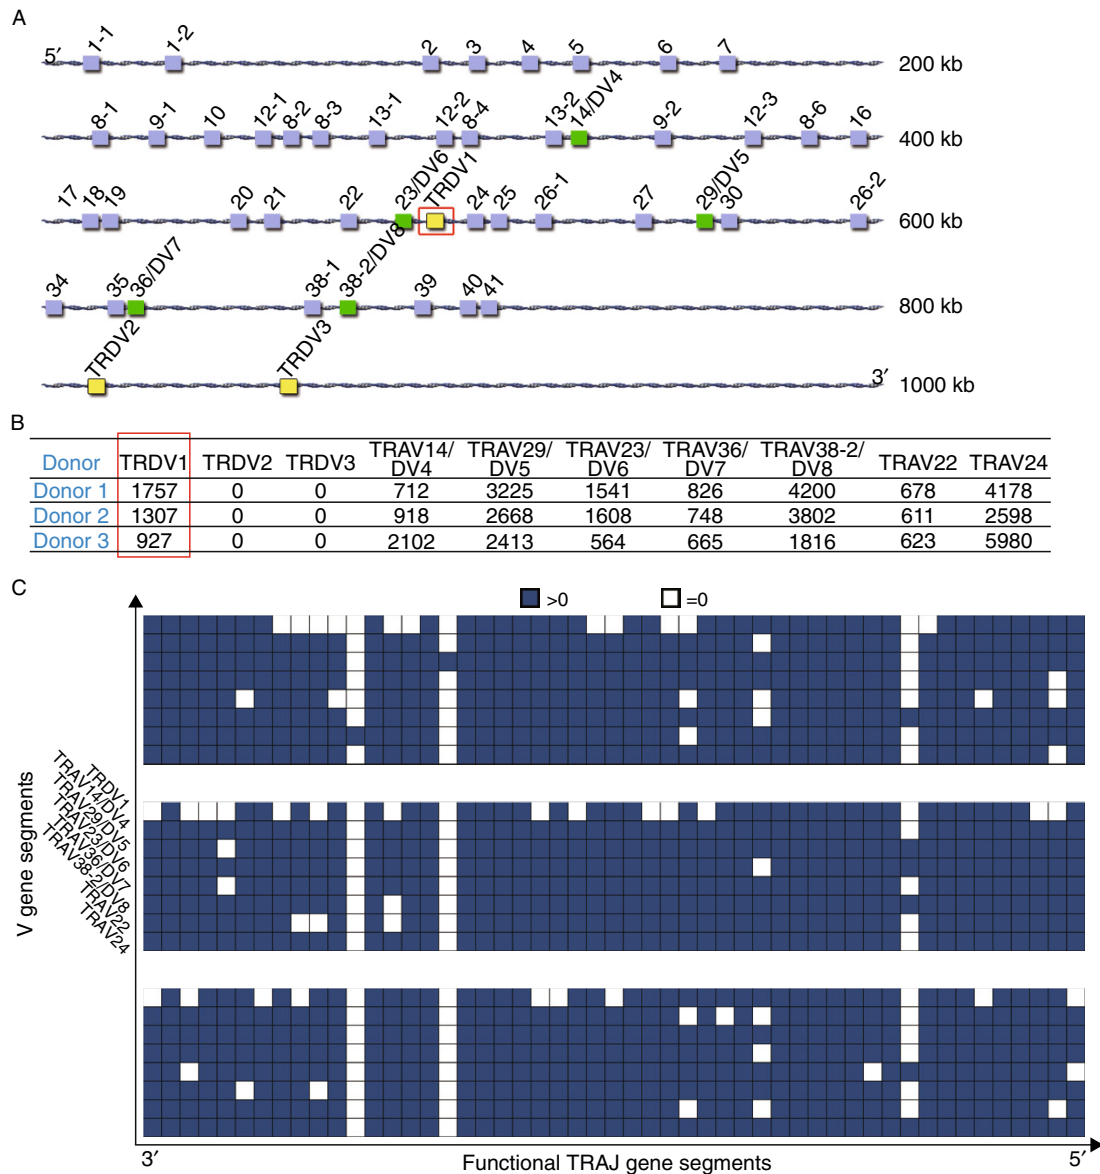 A
5′ 1-1 1-2 2 3 4 5 6 7 200 kb
8-1 9-1 10 12-1 8-2 8-3 13-1 12-2 8-4 13-2 14/DV4 9-2 12-3 8-6 16 400 kb
17 18 19 20 21 22 23/DV6 TRDV1 24 25 26-1 27 29/DV5 30 26-2 600 kb
34 35 36/DV7 38-1 38-2/DV8 39 40 41 800 kb
TRDV2 TRDV3 3′ 1000 kb
B
Donor TRDV1 TRDV2 TRDV3 TRAV14/DV4 TRAV29/DV5 TRAV23/DV6 TRAV36/DV7 TRAV38-2/DV8 TRAV22 TRAV24
Donor 1 1757 0 0 712 3225 1541 826 4200 678 4178
Donor 2 1307 0 0 918 2668 1608 748 3802 611 2598
Donor 3 927 0 0 2102 2413 564 665 1816 623 5980
C
>0 =0
V gene segments
TRDV1
TRAV14/DV4
TRAV29/DV5
TRAV23/DV6
TRAV36/DV7
TRAV38-2/DV8
TRAV22
TRAV24
3′ Functional TRAJ gene segments 5′